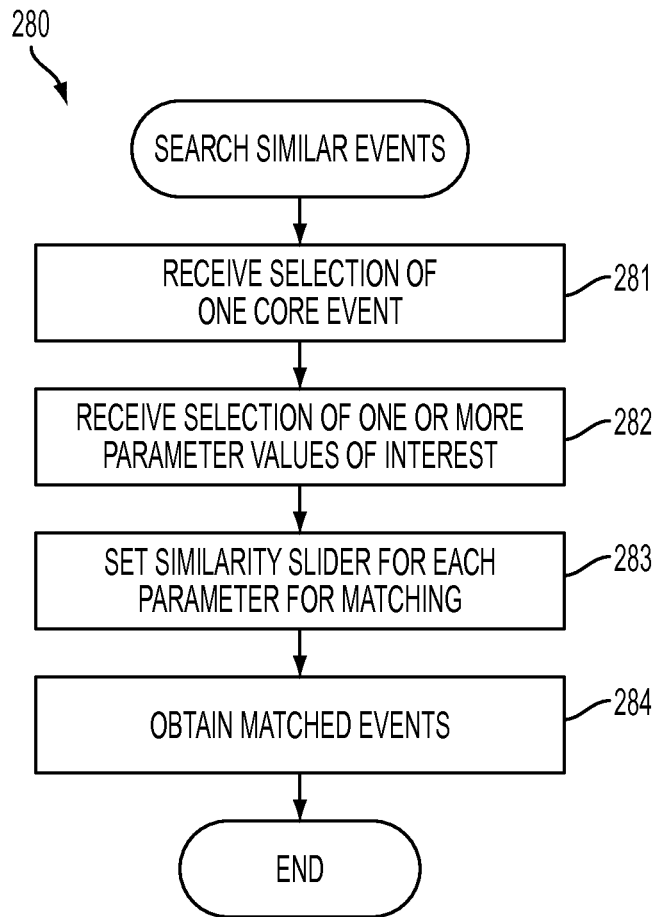 280
SEARCH SIMILAR EVENTS
RECEIVE SELECTION OF
ONE CORE EVENT
281
RECEIVE SELECTION OF ONE OR MORE
PARAMETER VALUES OF INTEREST
282
SET SIMILARITY SLIDER FOR EACH
PARAMETER FOR MATCHING
283
OBTAIN MATCHED EVENTS
284
END